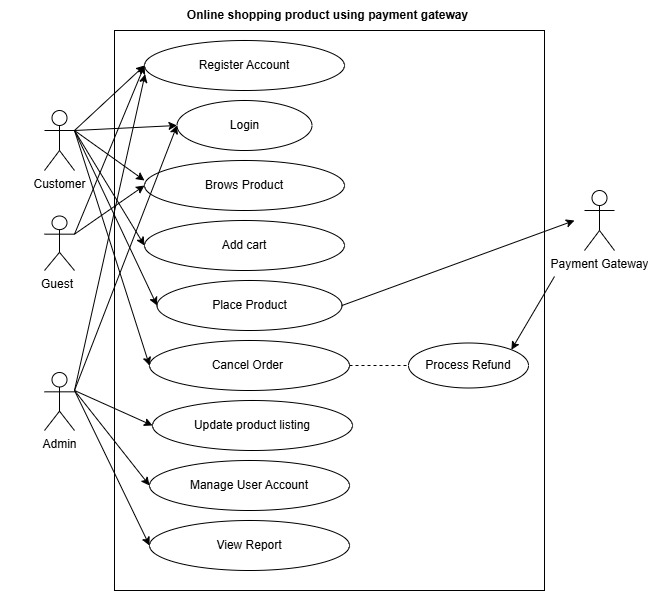 Online shopping product using payment gateway
Register Account
Login
Customer
Brows Product
Guest
Add cart
Payment Gateway
Place Product
Cancel Order
Process Refund
Admin
Update product listing
Manage User Account
View Report